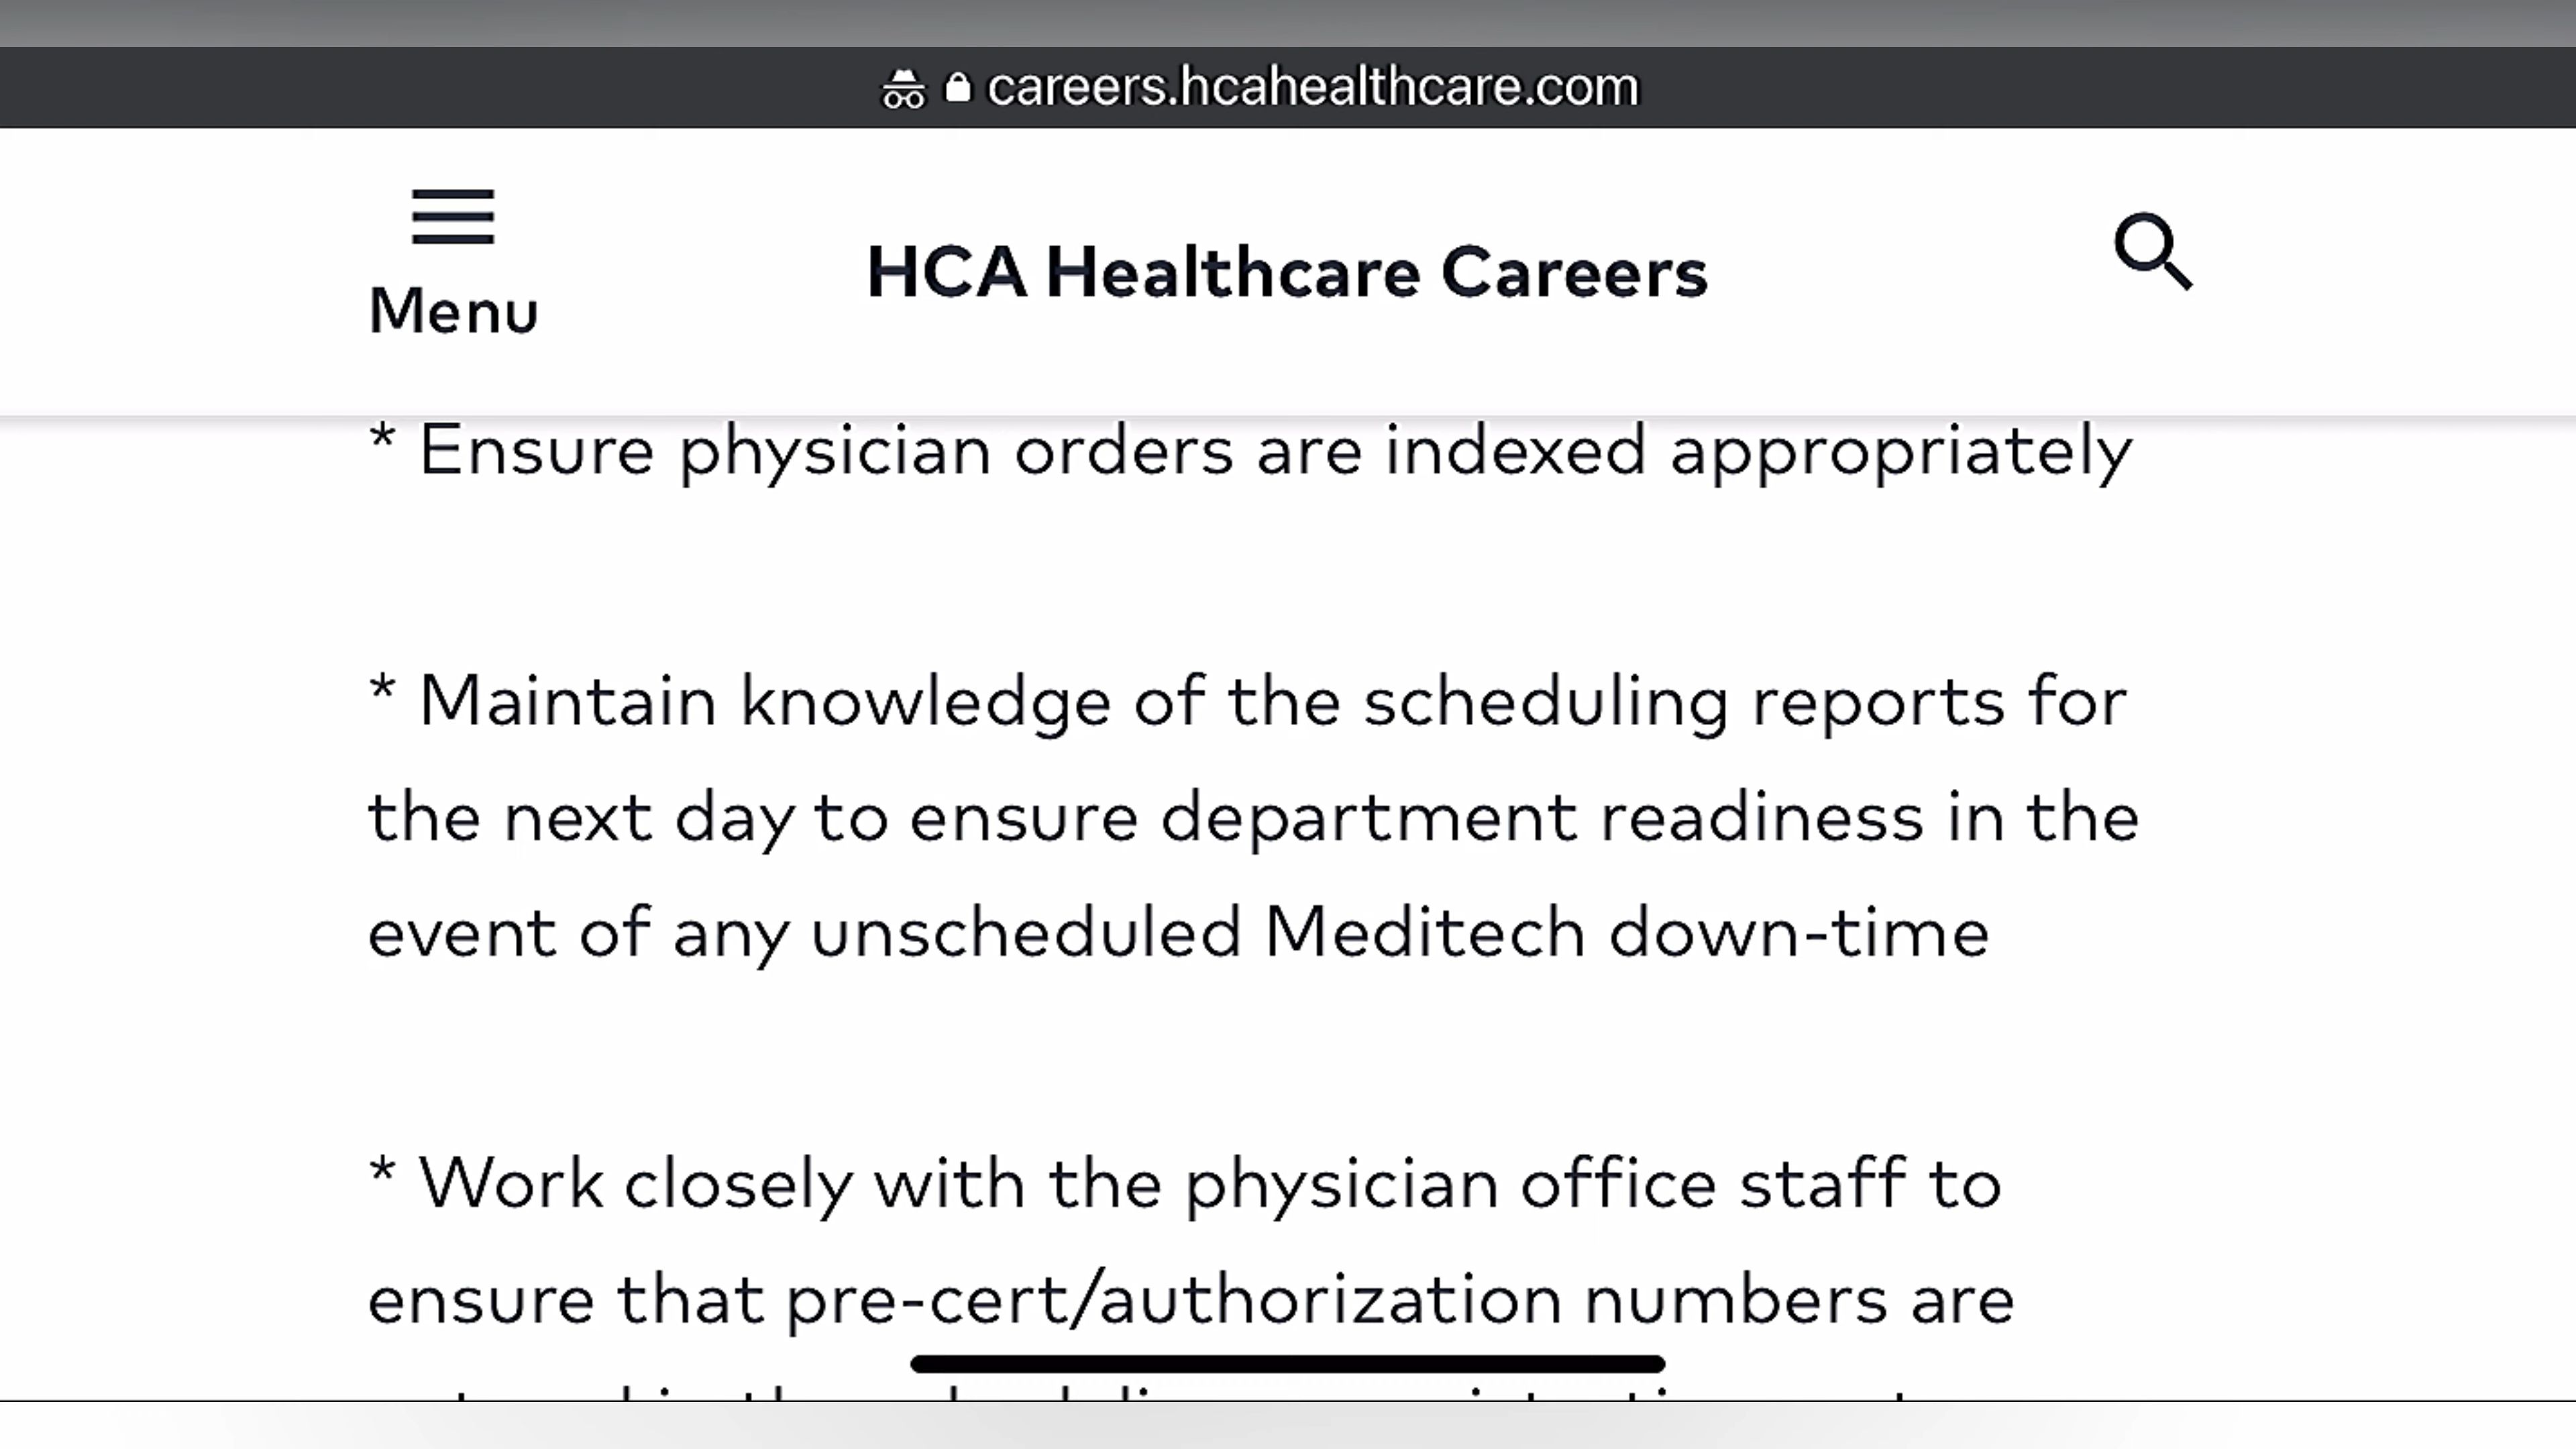 careers.hcahealthcare.com
Menu
HCA Healthcare Careers
* Ensure physician orders are indexed appropriately
* Maintain knowledge of the scheduling reports for
the next day to ensure department readiness in the
event of any unscheduled Meditech down-time
* Work closely with the physician office staff to
ensure that pre-cert/authorization numbers are